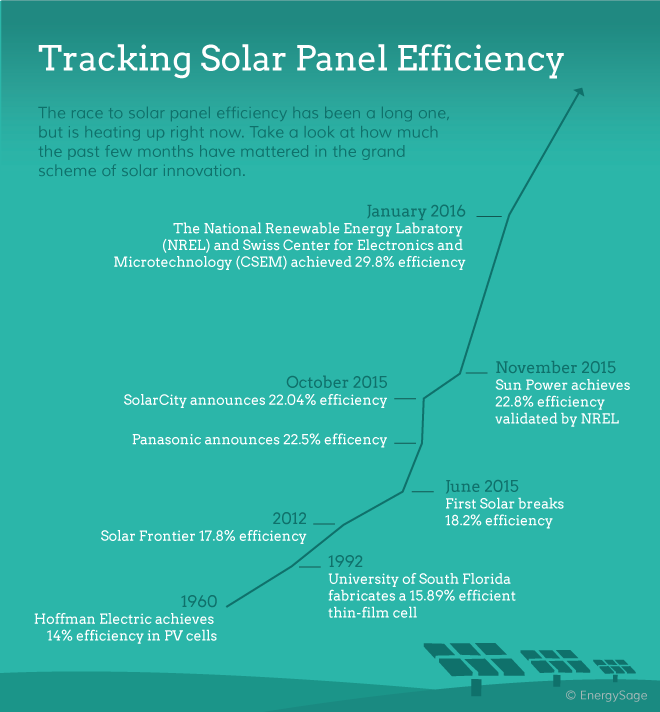 Tracking Solar Panel Efficiency
The race to solar panel efficiency has been a long one,
but is heating up right now. Take a look at how much
the past few months have mattered in the grand
scheme of solar innovation.
January 2016
The National Renewable Energy Labratory
(NREL) and Swiss Center for Electronics and
Microtechnology (CSEM) achieved 29.8% efficiency
November 2015
Sun Power achieves
22.8% efficiency
validated by NREL
October 2015
SolarCity announces 22.04% efficiency
Panasonic announces 22.5% efficency
June 2015
First Solar breaks
18.2% efficiency
2012
Solar Frontier 17.8% efficiency
1992
University of South Florida
fabricates a 15.89% efficient
thin-film cell
1960
Hoffman Electric achieves
14% efficiency in PV cells
© EnergySage